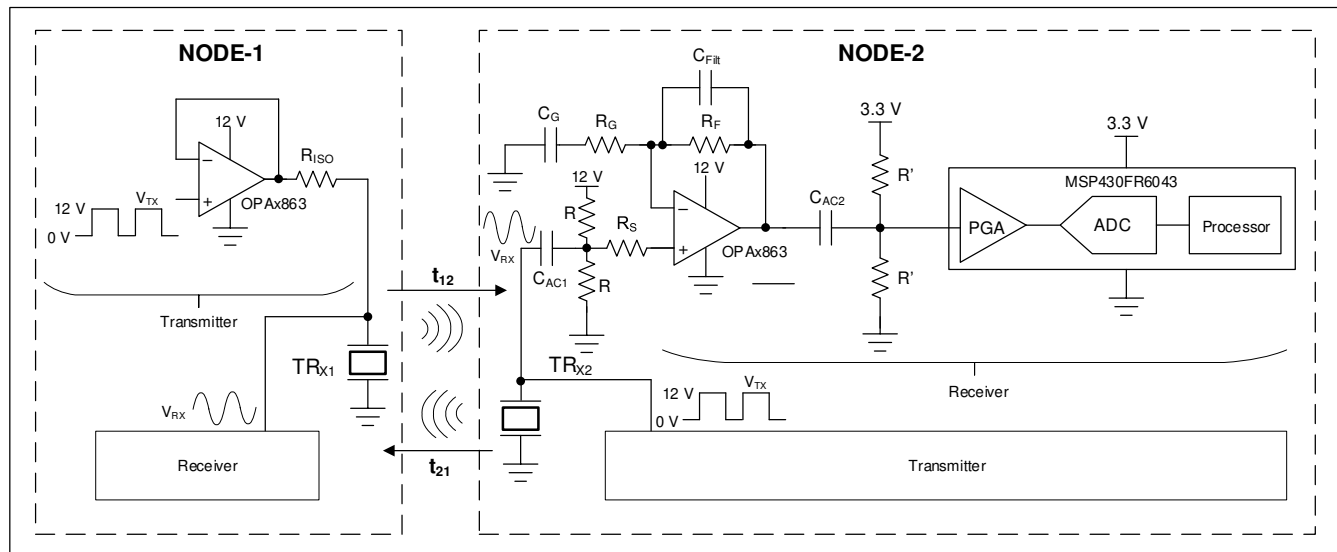 NODE-1
12 V
R_ISO
V_TX
12 V
0 V
OPAx863
Transmitter
TR_X1
V_RX
Receiver
t_12
t_21
NODE-2
C_Filt
C_G
R_G
R_F
12 V
12 V
R
R_S
V_RX
C_AC1
R
OPAx863
C_AC2
3.3 V
R'
R'
3.3 V
MSP430FR6043
PGA
ADC
Processor
Receiver
TR_X2
12 V
V_TX
0 V
Transmitter